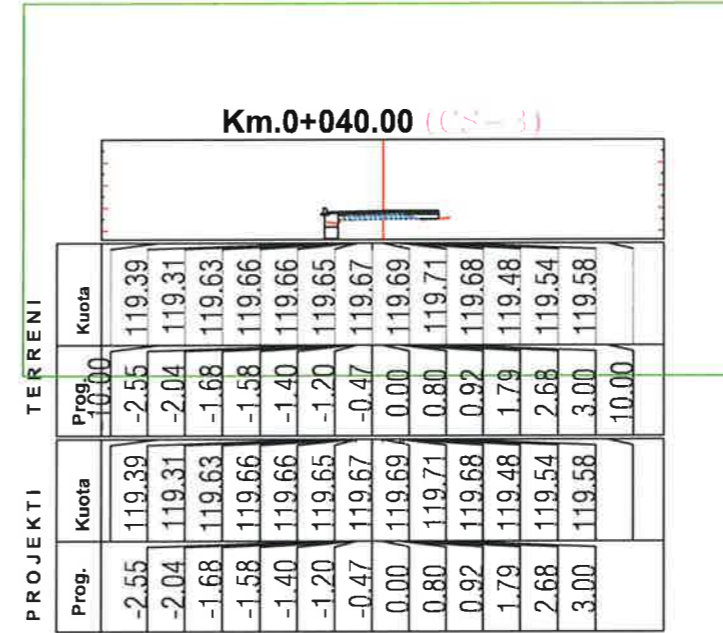 Km.0+040.00 (CS-3)
TERRENI
Kuota 119.39 119.31 119.63 119.66 119.66 119.65 119.67 119.69 119.71 119.68 119.48 119.54 119.58
Prog. -10.00 -2.55 -2.04 -1.68 -1.58 -1.40 -1.20 -0.47 0.00 0.80 0.92 1.79 2.68 3.00 10.00
PROJEKTI
Kuota 119.39 119.31 119.63 119.66 119.66 119.65 119.67 119.69 119.71 119.68 119.48 119.54 119.58
Prog. -2.55 -2.04 -1.68 -1.58 -1.40 -1.20 -0.47 0.00 0.80 0.92 1.79 2.68 3.00